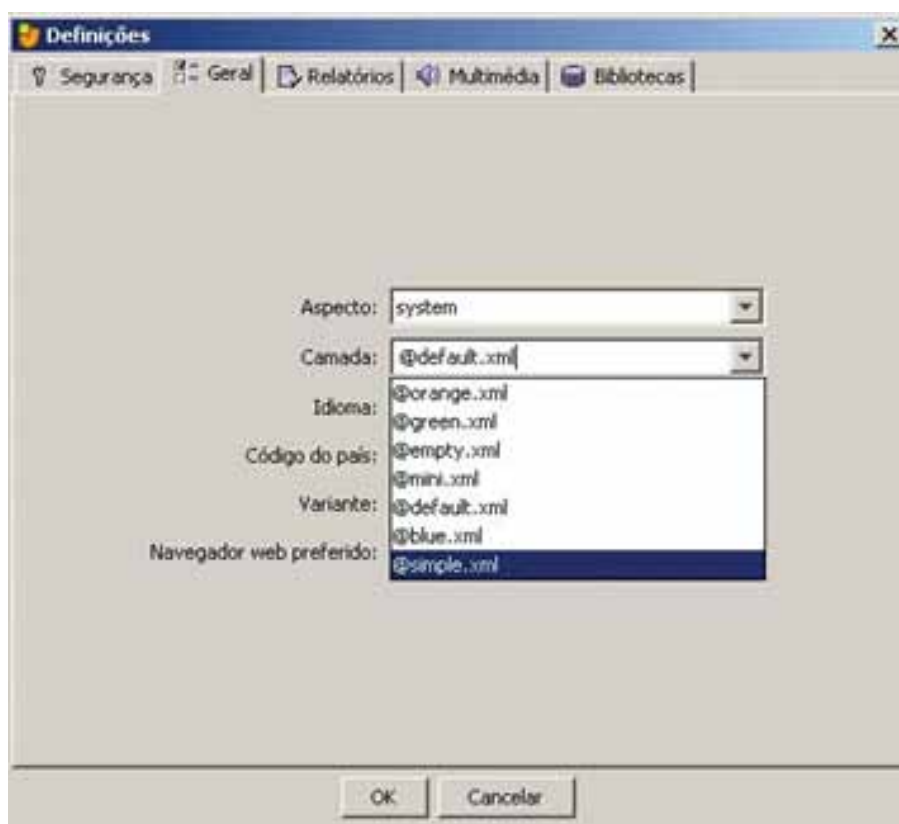 Definições
Segurança Geral Relatórios Multimédia Bibliotecas
Aspecto: system
Camada: @default.xml
Idioma:
Código do país:
Variante:
Navegador web preferido:
@orange.xml
@green.xml
@empty.xml
@mini.xml
@default.xml
@blue.xml
@simple.xml
OK Cancelar